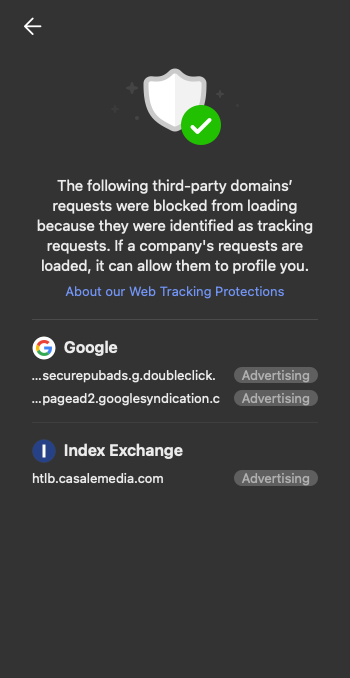 The following third-party domains’
requests were blocked from loading
because they were identified as tracking
requests. If a company's requests are
loaded, it can allow them to profile you.
About our Web Tracking Protections
Google
...securepubads.g.doubleclick. Advertising
...pagead2.googlesyndication.c Advertising
Index Exchange
htlb.casalemedia.com Advertising